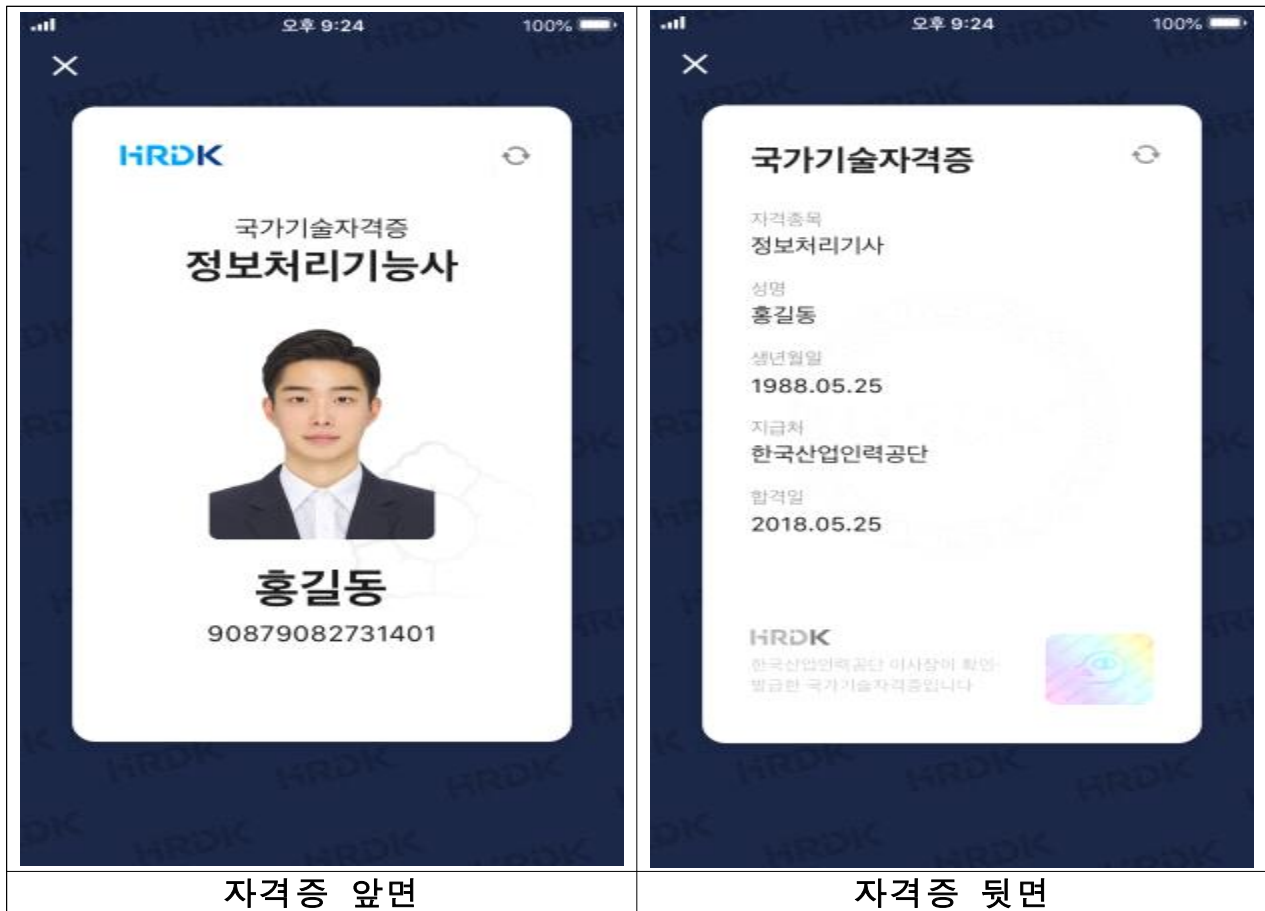 오후 9:24
100%
HRDK
국가기술자격증
정보처리기능사
홍길동
90879082731401
자격증 앞면
오후 9:24
100%
국가기술자격증
자격종목
정보처리기사
성명
홍길동
생년월일
1988.05.25
지급처
한국산업인력공단
합격일
2018.05.25
HRDK
한국산업인력공단 이사장이 확인·
발급한 국가기술자격증입니다
자격증 뒷면